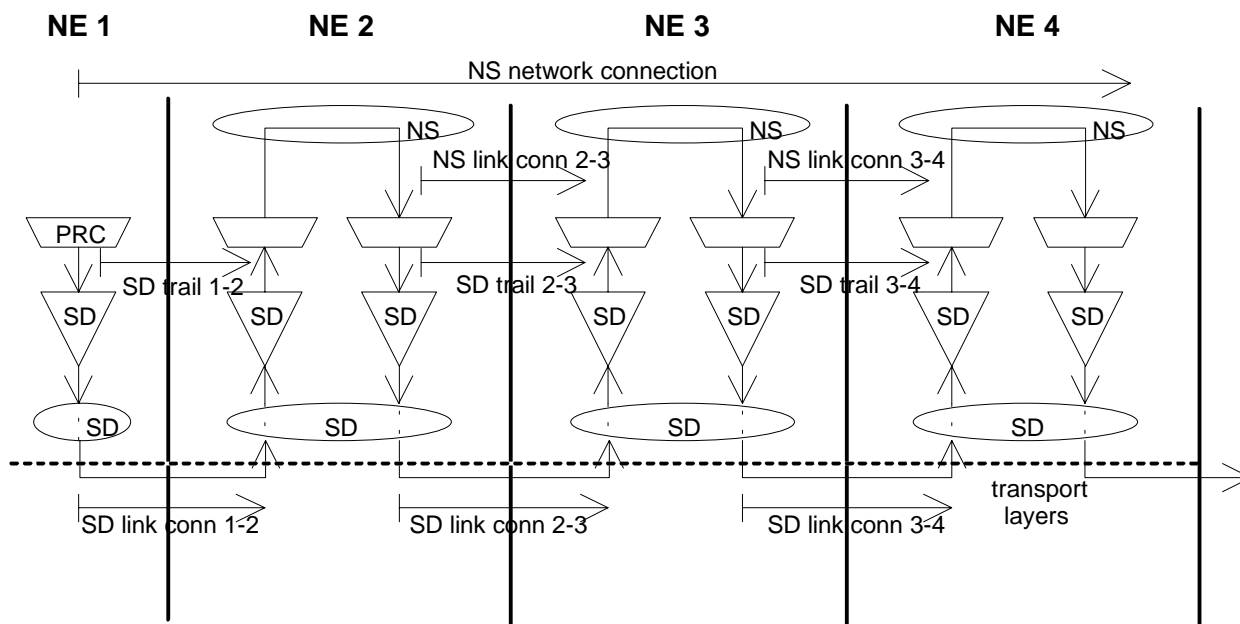 NE 1
NE 2
NE 3
NE 4
NS network connection
NS
NS
NS
NS link conn 2-3
NS link conn 3-4
PRC
SD trail 1-2
SD trail 2-3
SD trail 3-4
SD
SD
SD
SD
SD
SD
SD
SD
SD
SD
SD
transport
layers
SD link conn 1-2
SD link conn 2-3
SD link conn 3-4